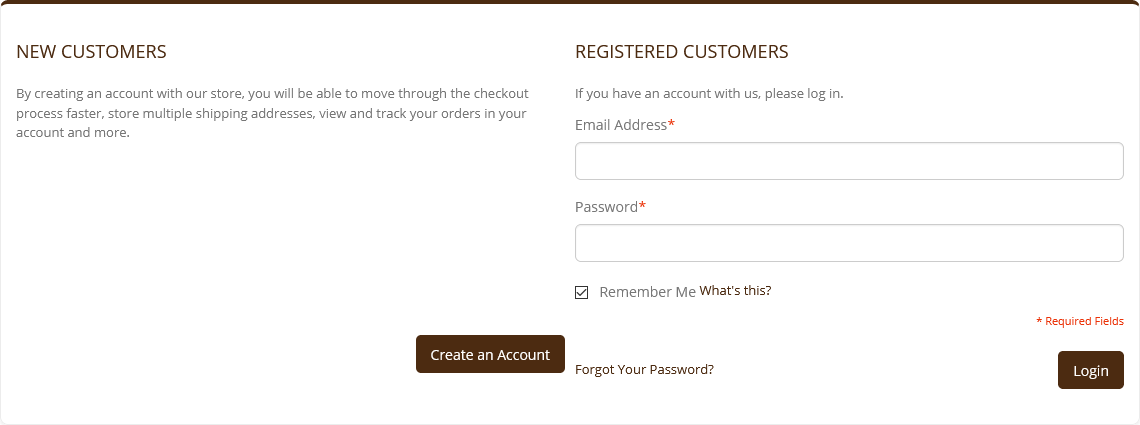 NEW CUSTOMERS
By creating an account with our store, you will be able to move through the checkout
process faster, store multiple shipping addresses, view and track your orders in your
account and more.
Create an Account
REGISTERED CUSTOMERS
If you have an account with us, please log in.
Email Address*
Password*
Remember Me What's this?
* Required Fields
Forgot Your Password?
Login